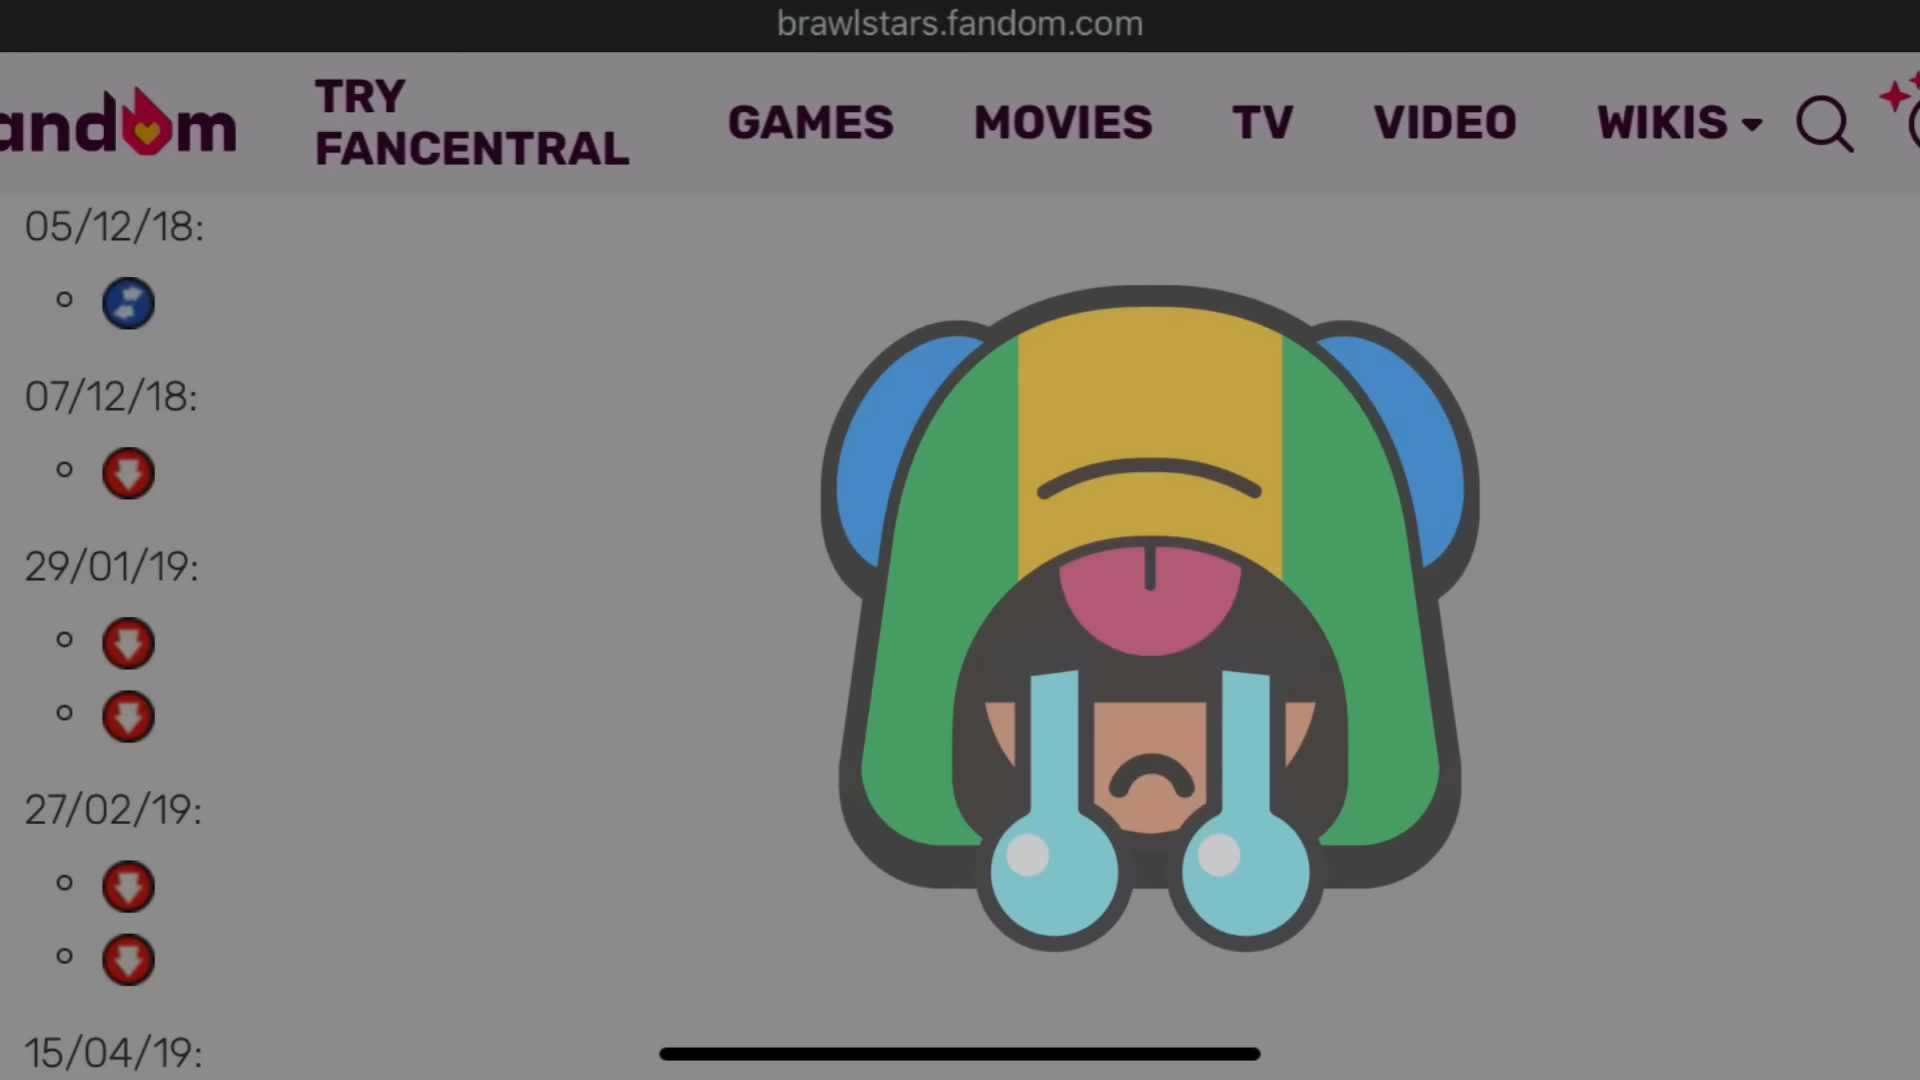 brawlstars.fandom.com
andom
TRY
FANCENTRAL
GAMES
MOVIES
TV
VIDEO
WIKIS
05/12/18:
07/12/18:
29/01/19:
27/02/19:
15/04/19: